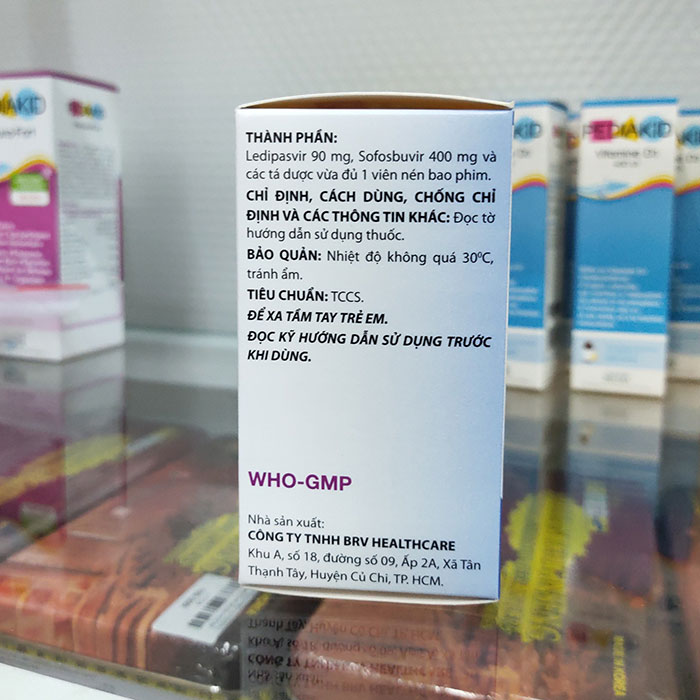 THÀNH PHẦN:
Ledipasvir 90 mg, Sofosbuvir 400 mg và
các tá dược vừa đủ 1 viên nén bao phim.
CHỈ ĐỊNH, CÁCH DÙNG, CHỐNG CHỈ
ĐỊNH VÀ CÁC THÔNG TIN KHÁC: Đọc tờ
hướng dẫn sử dụng thuốc.
BẢO QUẢN: Nhiệt độ không quá 30⁰C,
tránh ẩm.
TIÊU CHUẨN: TCCS.
ĐỂ XA TẦM TAY TRẺ EM.
ĐỌC KỸ HƯỚNG DẪN SỬ DỤNG TRƯỚC
KHI DÙNG.
WHO-GMP
Nhà sản xuất:
CÔNG TY TNHH BRV HEALTHCARE
Khu A, số 18, đường số 09, Ấp 2A, Xã Tân
Thạnh Tây, Huyện Củ Chi, TP. HCM.
PEDIAKID